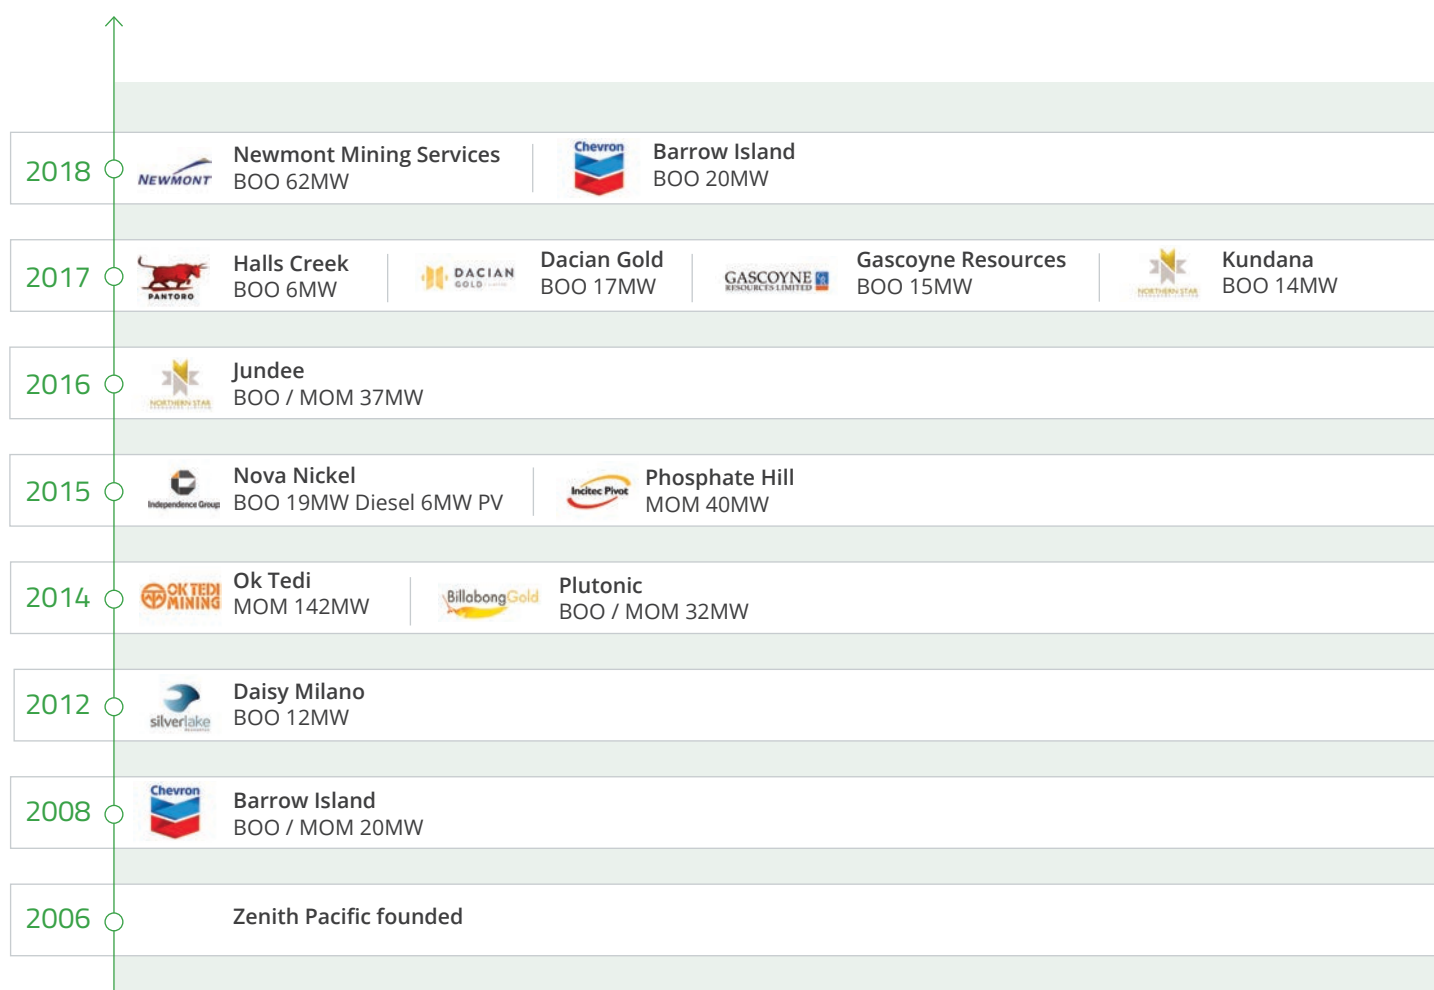 2018
NEWMONT
Newmont Mining Services
BOO 62MW
Chevron
Barrow Island
BOO 20MW
2017
PANTORO
Halls Creek
BOO 6MW
DACIAN
GOLD
Dacian Gold
BOO 17MW
GASCOYNE
RESOURCES LIMITED
Gascoyne Resources
BOO 15MW
NORTHERN STAR
Kundana
BOO 14MW
2016
NORTHERN STAR
Jundee
BOO / MOM 37MW
2015
Independence Group
Nova Nickel
BOO 19MW Diesel 6MW PV
Incitec Pivot
Phosphate Hill
MOM 40MW
2014
OK TEDI
MINING
Ok Tedi
MOM 142MW
BillabongGold
Plutonic
BOO / MOM 32MW
2012
silverlake
Daisy Milano
BOO 12MW
2008
Chevron
Barrow Island
BOO / MOM 20MW
2006
Zenith Pacific founded